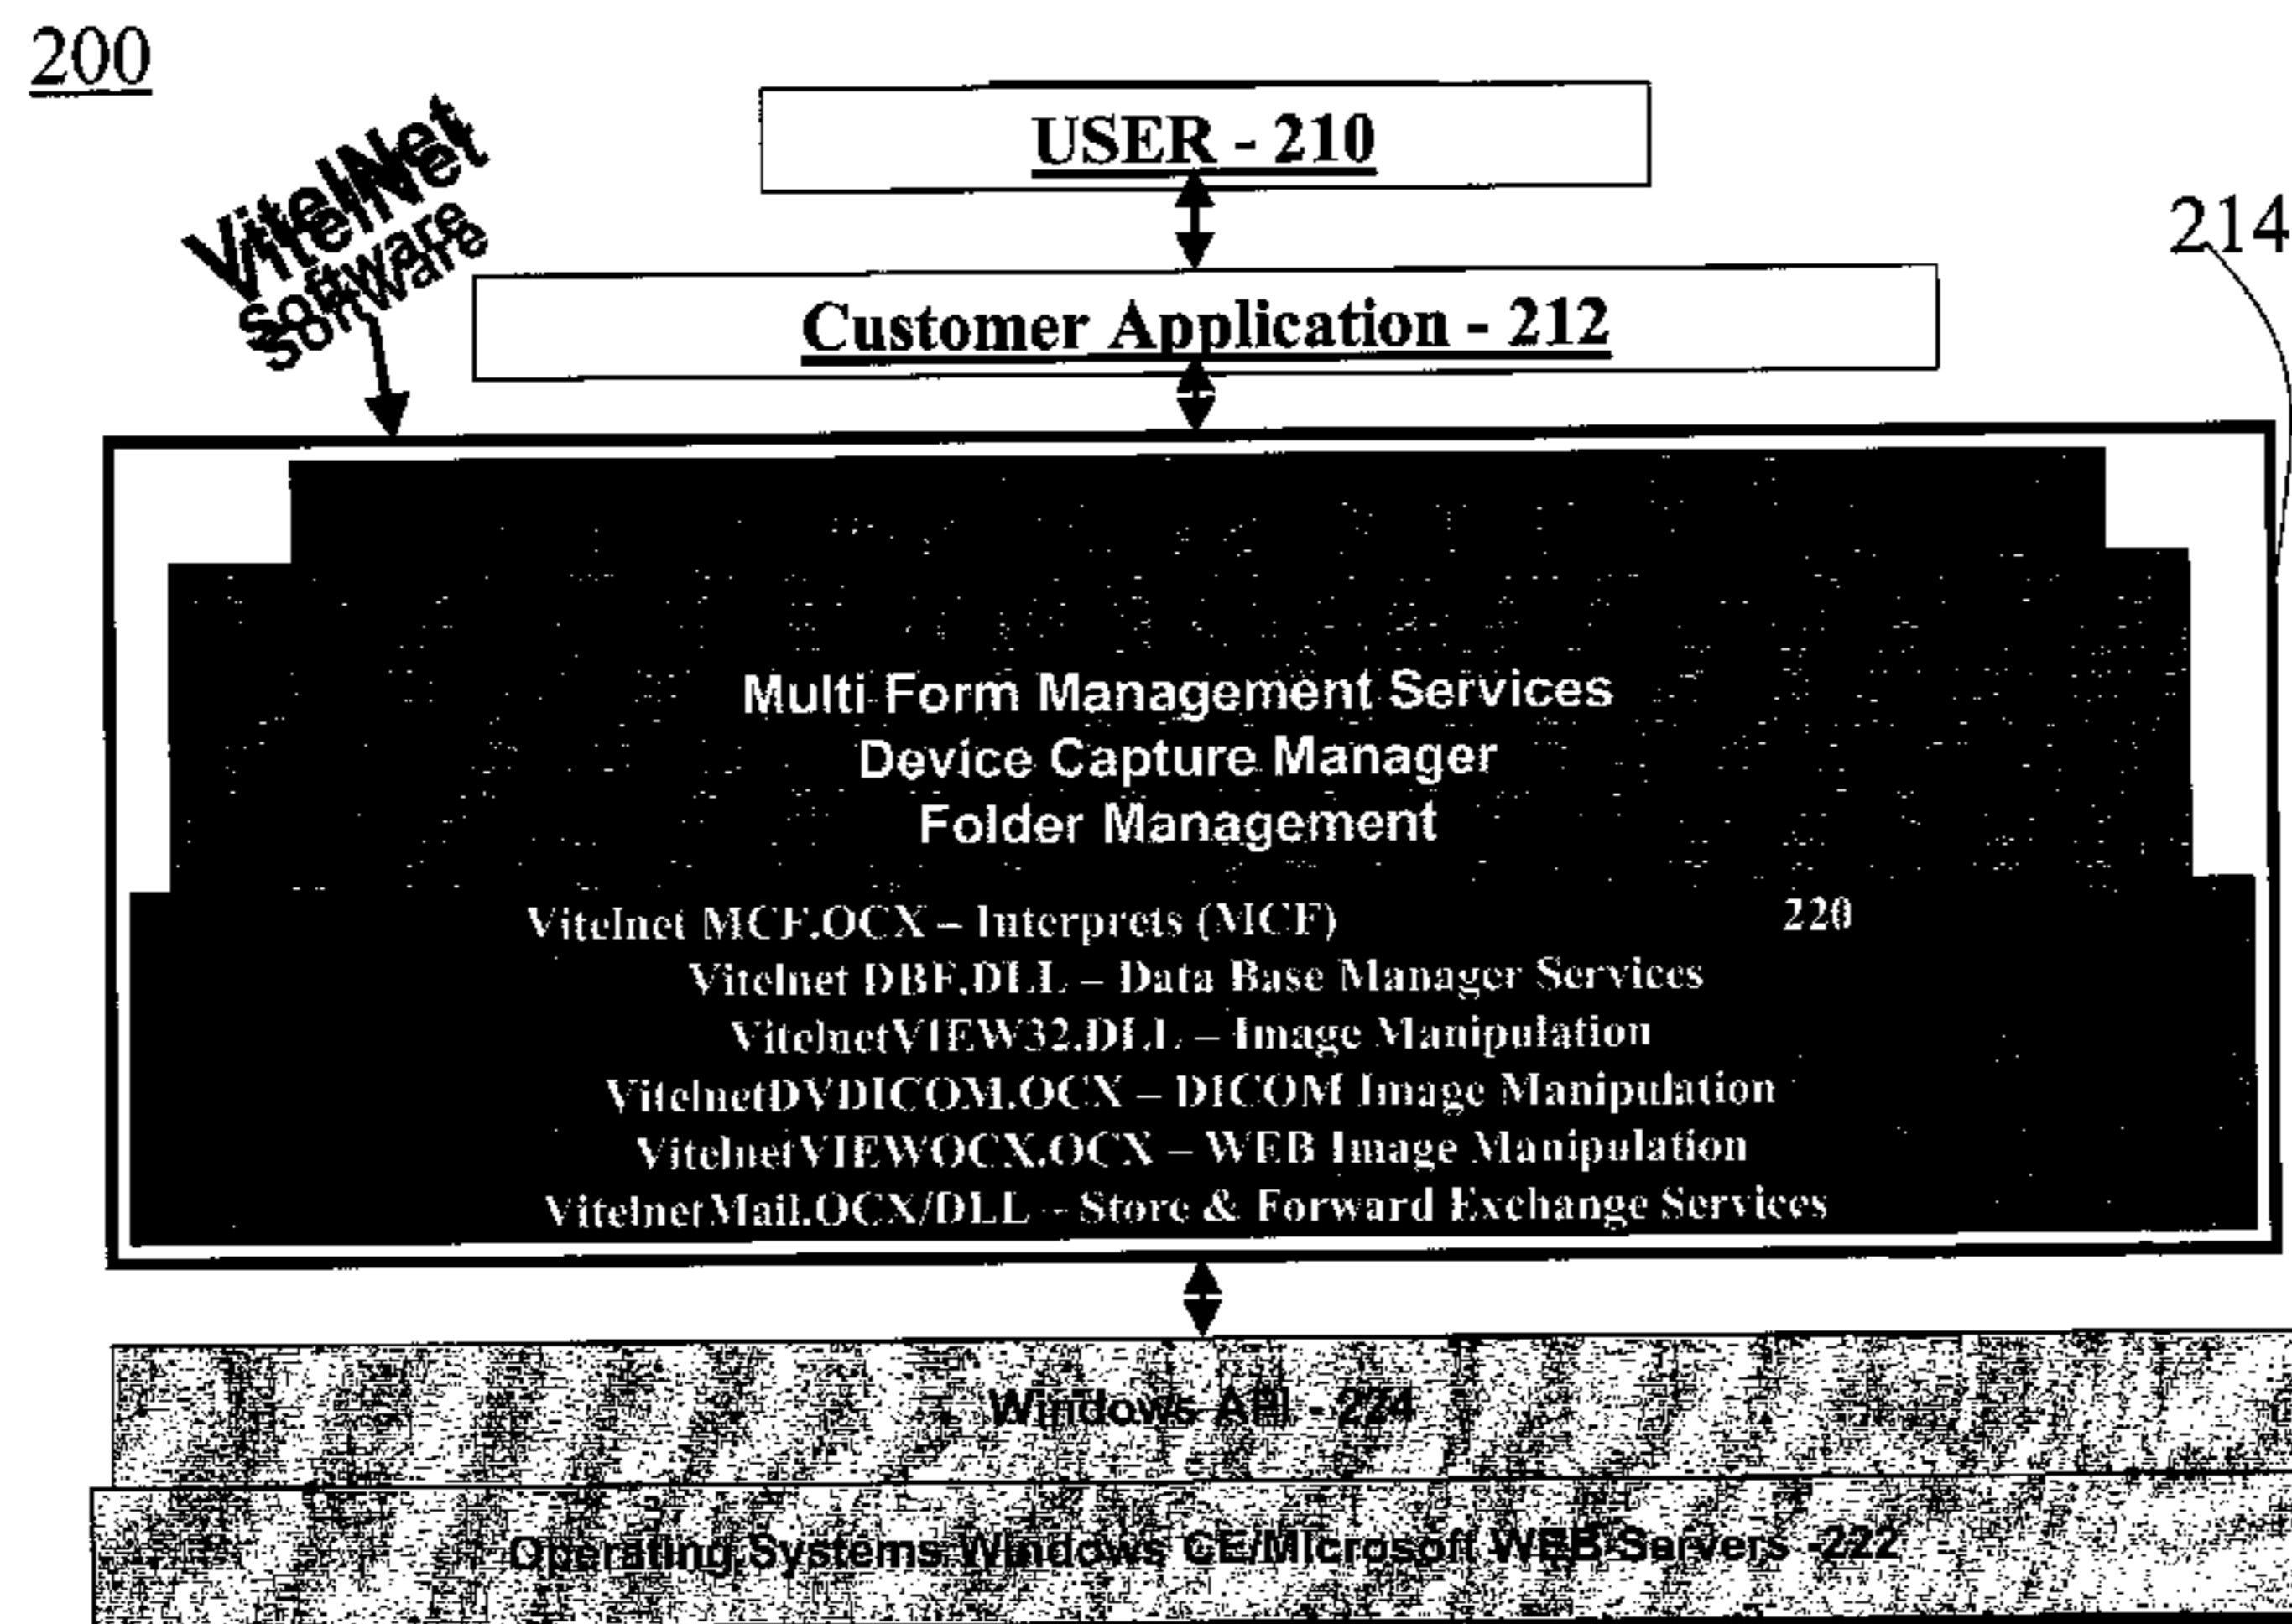 200
VitelNet
Software
USER - 210
214
Customer Application - 212
Multi Form Management Services
Device Capture Manager
Folder Management
Vitelnet MCF.OCX – Interprets (MCF) 220
Vitelnet DBF.DLL – Data Base Manager Services
VitelnetVIEW32.DLL – Image Manipulation
VitelnetDVDICOM.OCX – DICOM Image Manipulation
VitelnetVIEWOCX.OCX – WEB Image Manipulation
VitelnetMail.OCX/DLL – Store & Forward Exchange Services
Windows API - 224
Operating Systems Windows CE/Microsoft WEB Servers -222